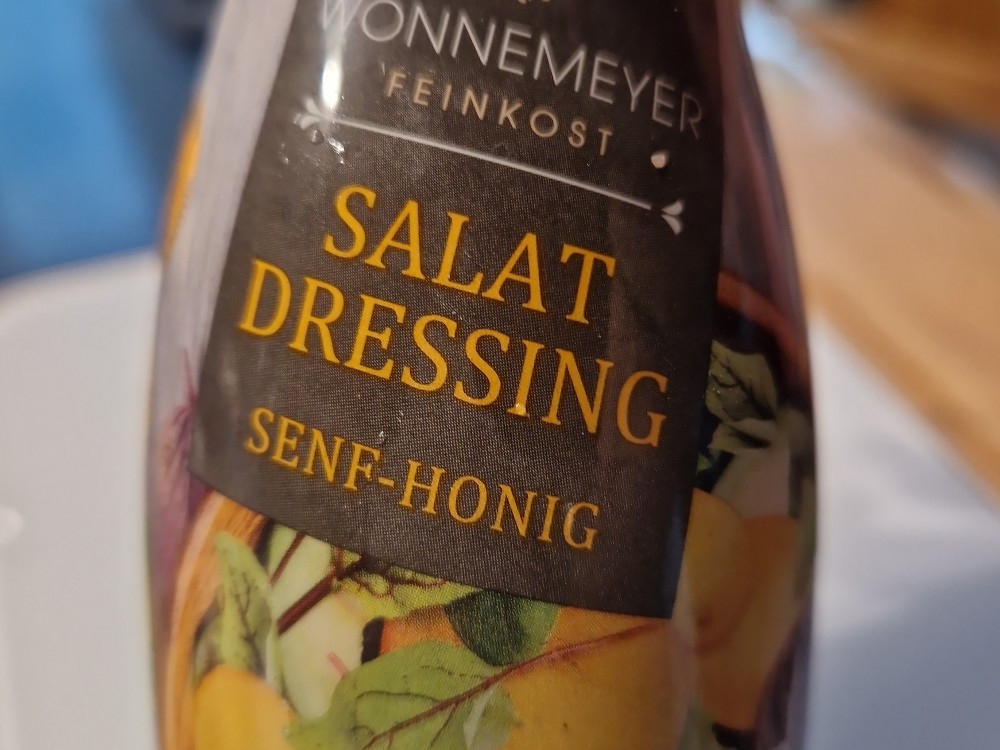 WONNEMEYER
FEINKOST
SALAT
DRESSING
SENF-HONIG